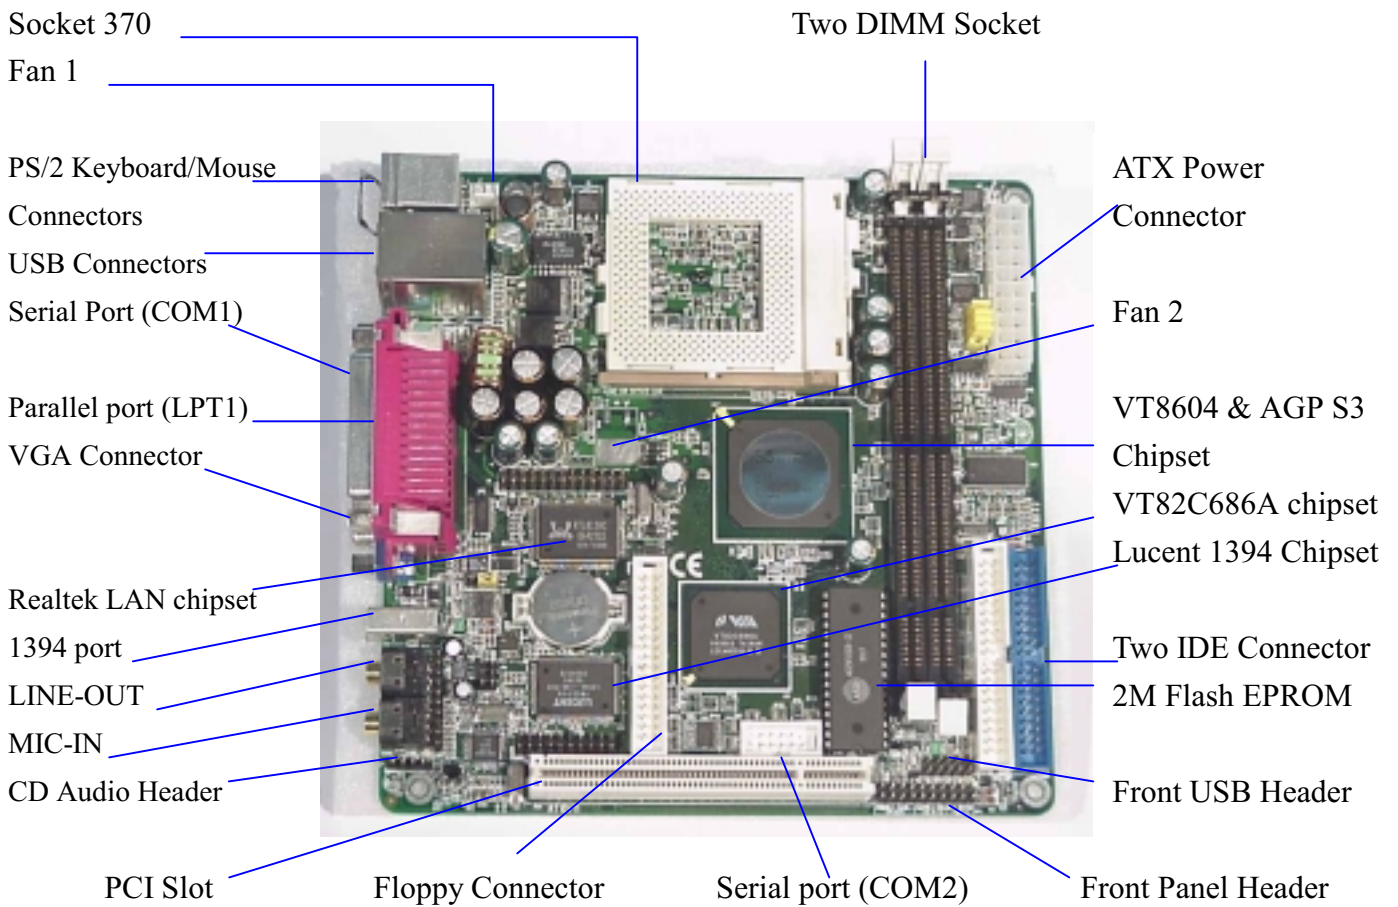 Socket 370
Two DIMM Socket
Fan 1
PS/2 Keyboard/Mouse
Connectors
ATX Power
Connector
USB Connectors
Serial Port (COM1)
Fan 2
Parallel port (LPT1)
VGA Connector
VT8604 & AGP S3
Chipset
VT82C686A chipset
Lucent 1394 Chipset
Realtek LAN chipset
1394 port
LINE-OUT
MIC-IN
CD Audio Header
Two IDE Connector
2M Flash EPROM
Front USB Header
PCI Slot
Floppy Connector
Serial port (COM2)
Front Panel Header
CE
VIA